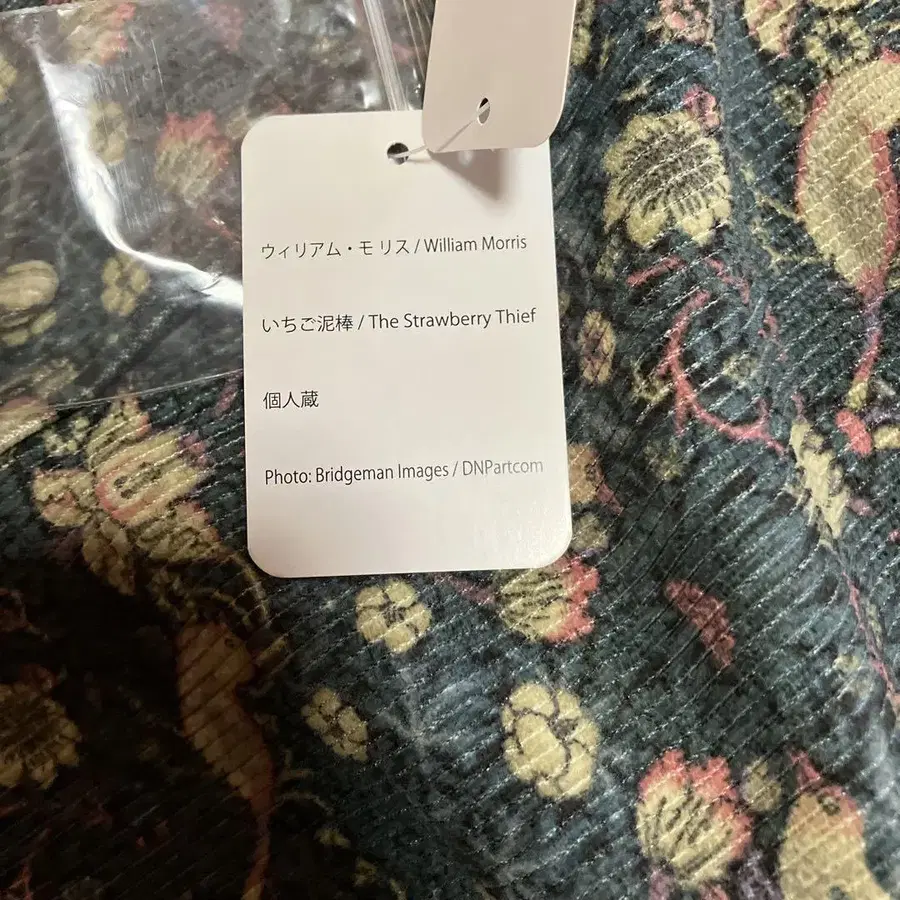 ウィリアム・モリス / William Morris
いちご泥棒 / The Strawberry Thief
個人蔵
Photo: Bridgeman Images / DNPartcom